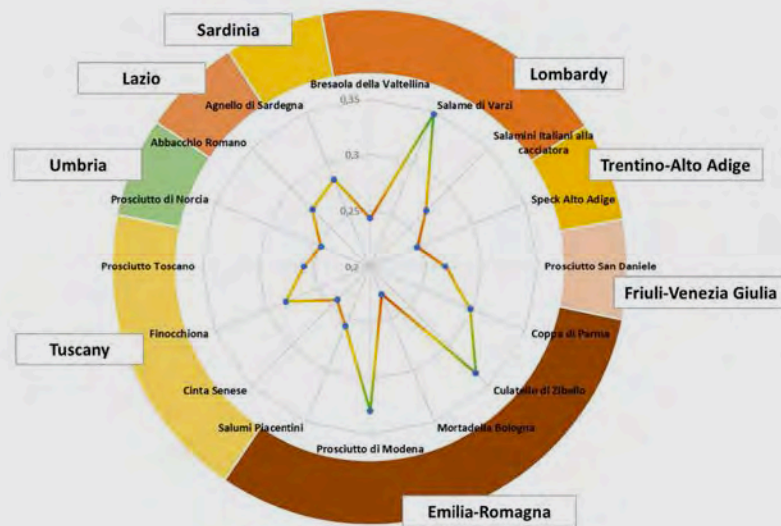 Sardinia
Lazio
Lombardy
Bresaola della Valtellina
0,35
Agnello di Sardegna
Salame di Varzi
Abbacchio Romano
Salamini Italiani alla
cacciatora
0,3
Umbria
Trentino-Alto Adige
Prosciutto di Norcia
Speck Alto Adige
0,25
Prosciutto Toscano
0,2
Prosciutto San Daniele
Friuli-Venezia Giulia
Tuscany
Finocchiona
Coppa di Parma
Cinta Senese
Culatello di Zibello
Salumi Piacentini
Mortadella Bologna
Prosciutto di Modena
Emilia-Romagna